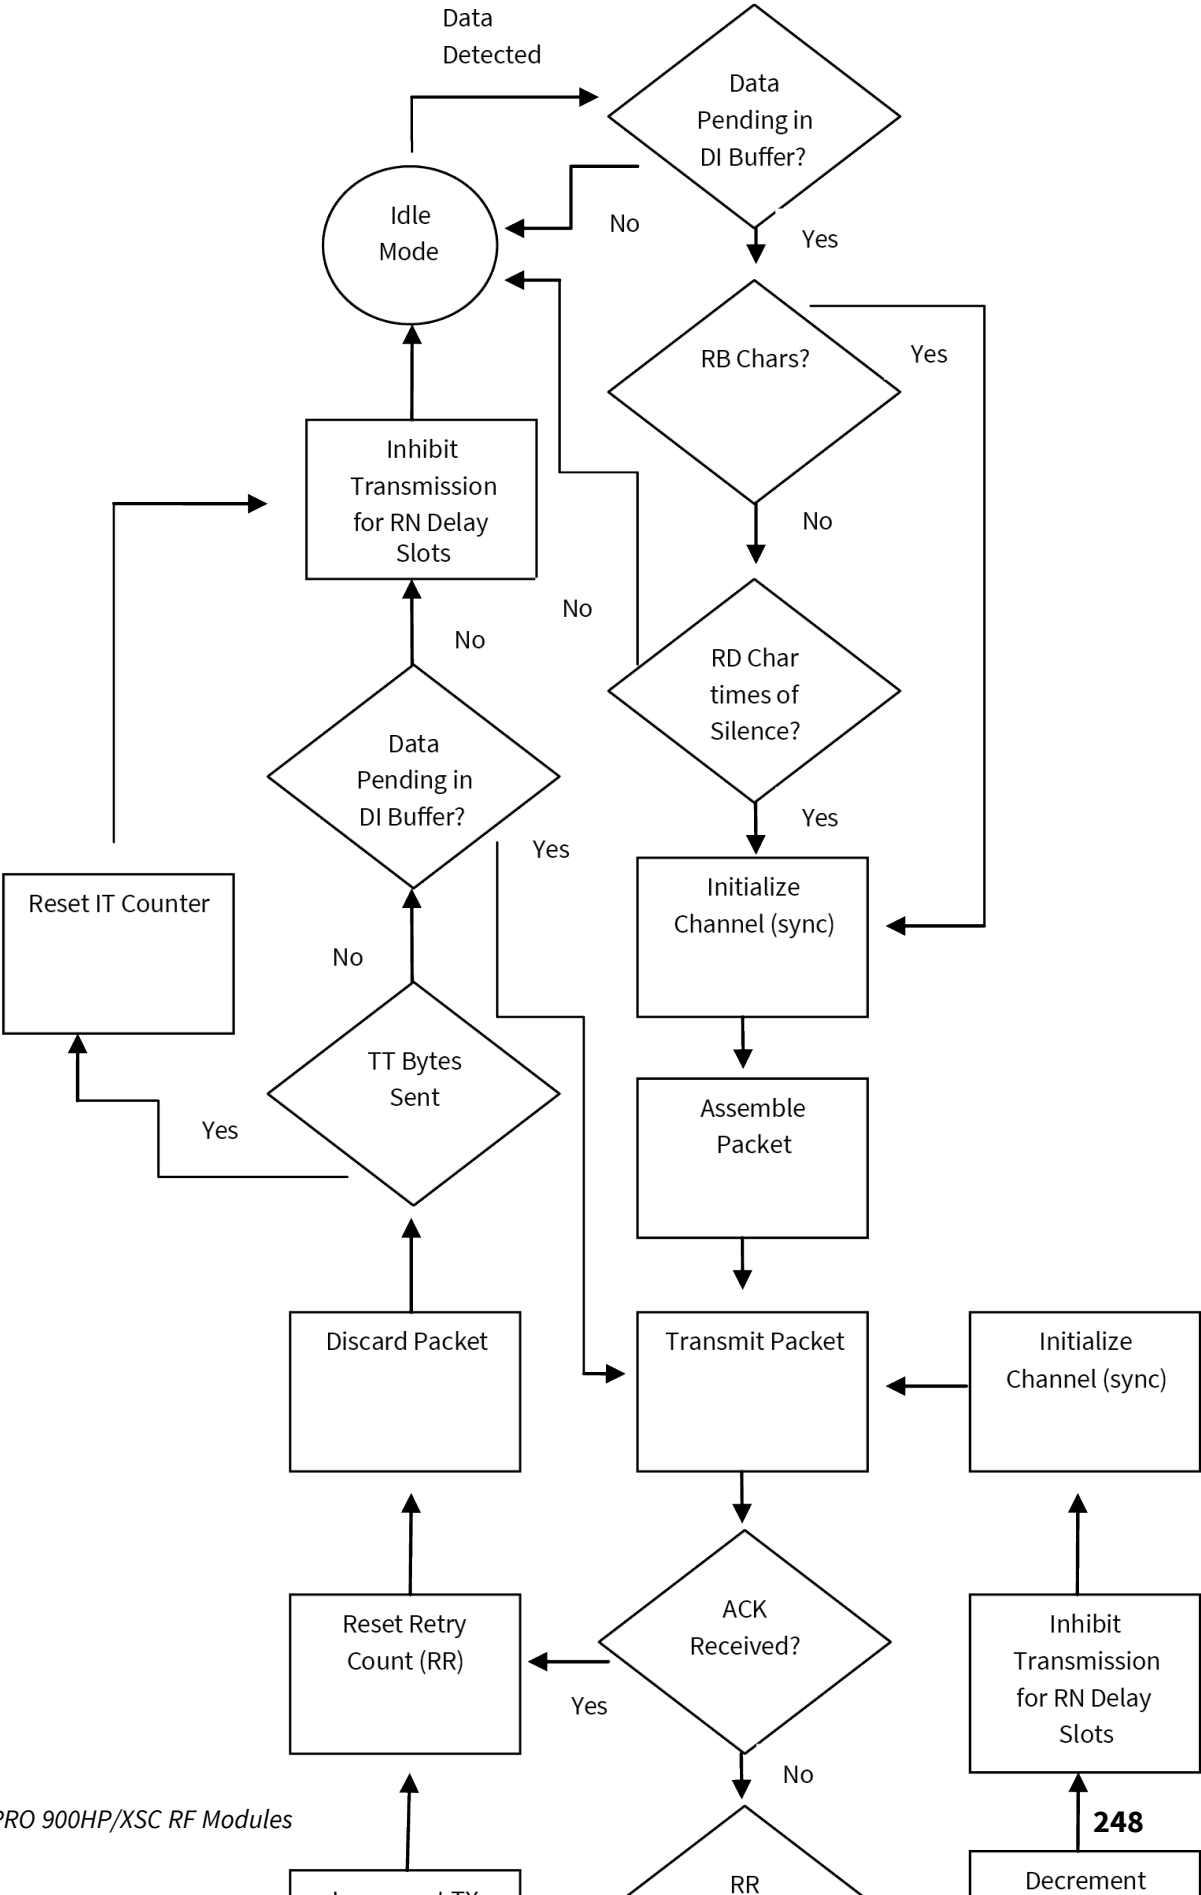 Data
Detected
Data
Pending in
DI Buffer?
Idle
Mode
No
Yes
RB Chars?
Yes
Inhibit
Transmission
for RN Delay
Slots
No
No
No
RD Char
times of
Silence?
Data
Pending in
DI Buffer?
Yes
Yes
Reset IT Counter
Initialize
Channel (sync)
No
TT Bytes
Sent
Yes
Assemble
Packet
Discard Packet
Transmit Packet
Initialize
Channel (sync)
Reset Retry
Count (RR)
ACK
Received?
Yes
Inhibit
Transmission
for RN Delay
Slots
No
PRO 900HP/XSC RF Modules
248
RR
Decrement